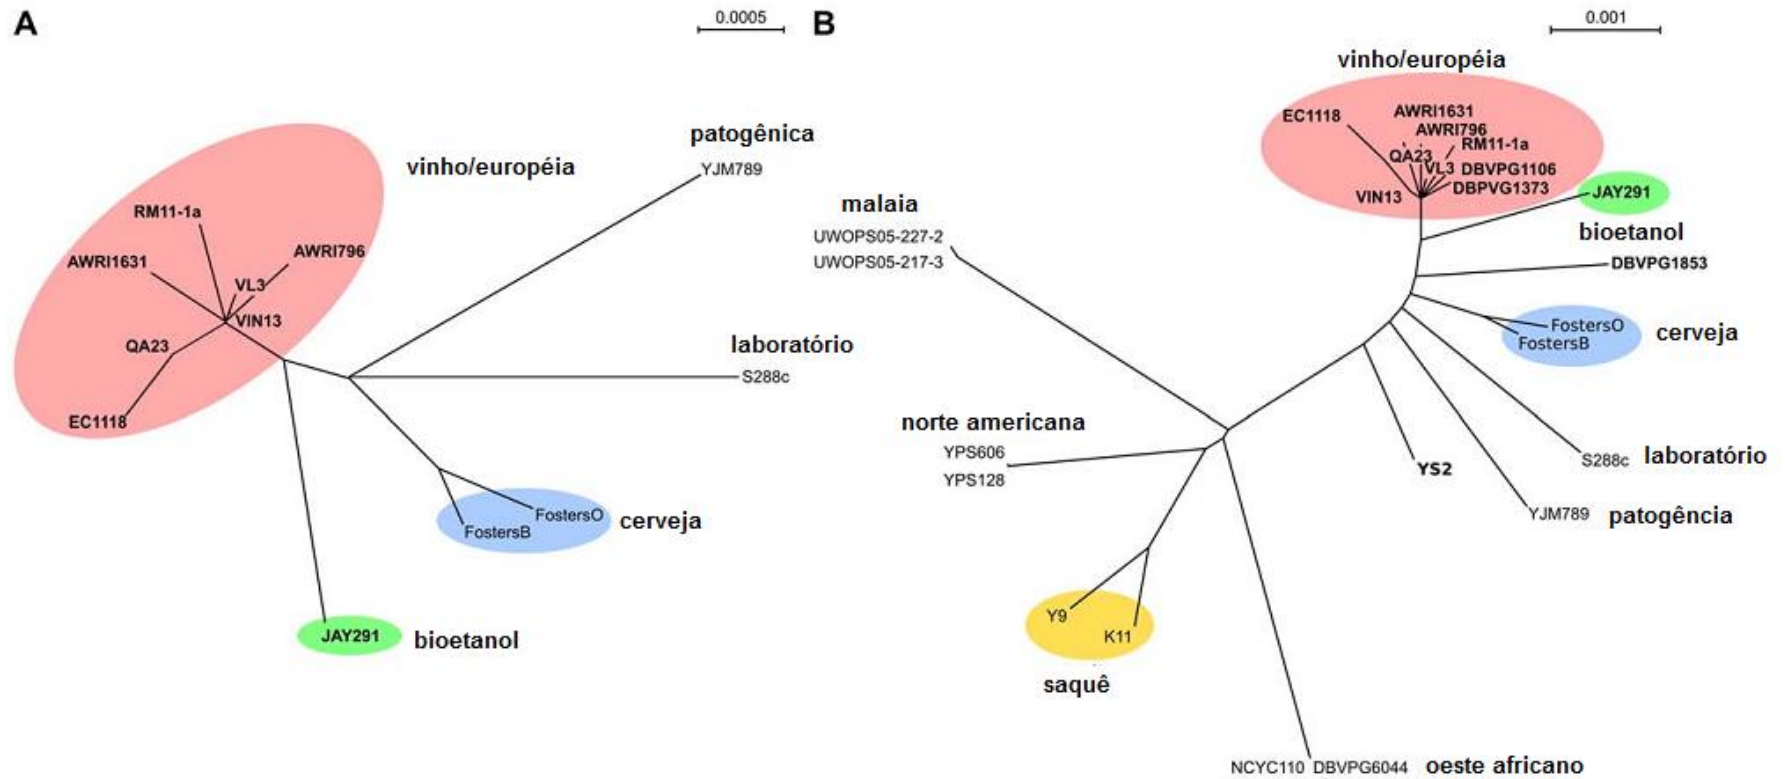 A
0.0005
patogênica
YJM789
vinho/européia
RM11-1a
AWRI1631
AWRI796
VL3
VIN13
QA23
EC1118
laboratório
S288c
FostersO
FostersB
cerveja
JAY291
bioetanol
B
0.001
vinho/européia
EC1118
AWRI1631
AWRI796
RM11-1a
QA23
VL3
DBVPG1106
DBPVG1373
VIN13
JAY291
bioetanol
DBVPG1853
malaia
UWOPS05-227-2
UWOPS05-217-3
FostersO
FostersB
cerveja
norte americana
YPS606
YPS128
YS2
S288c
laboratório
YJM789
patogência
Y9
K11
saquê
NCYC110 DBVPG6044
oeste africano